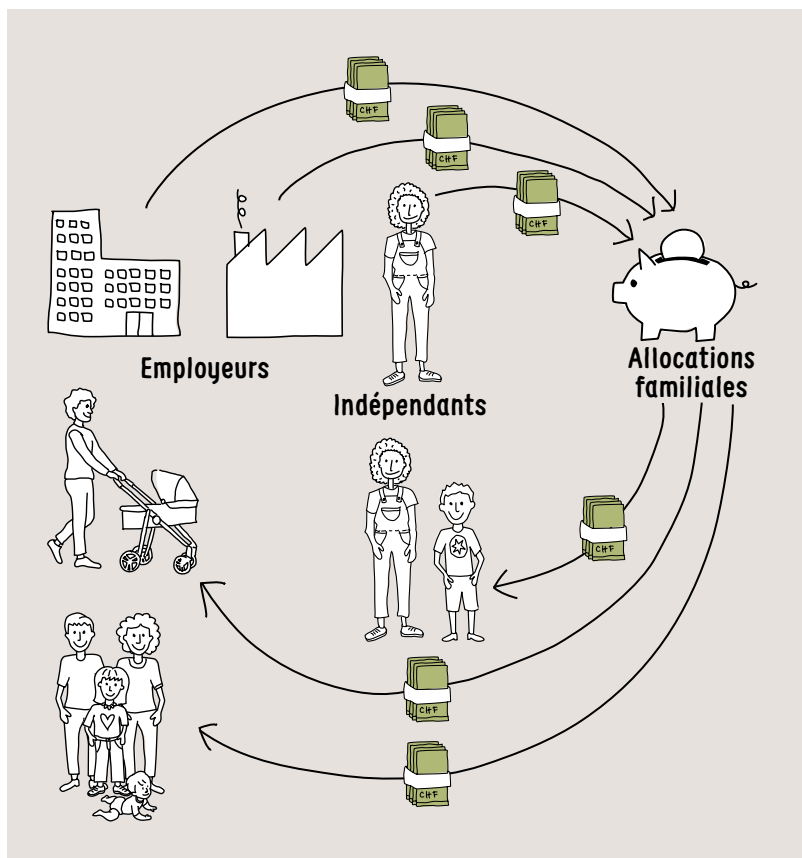 CHF
CHF
CHF
Employeurs
Indépendants
Allocations
familiales
CHF
CHF
CHF